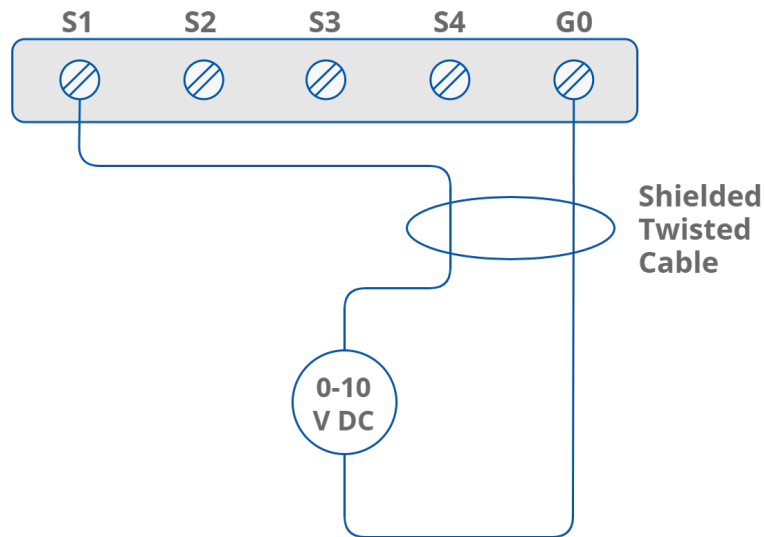 S1 S2 S3 S4 G0
Shielded
Twisted
Cable
0-10
V DC